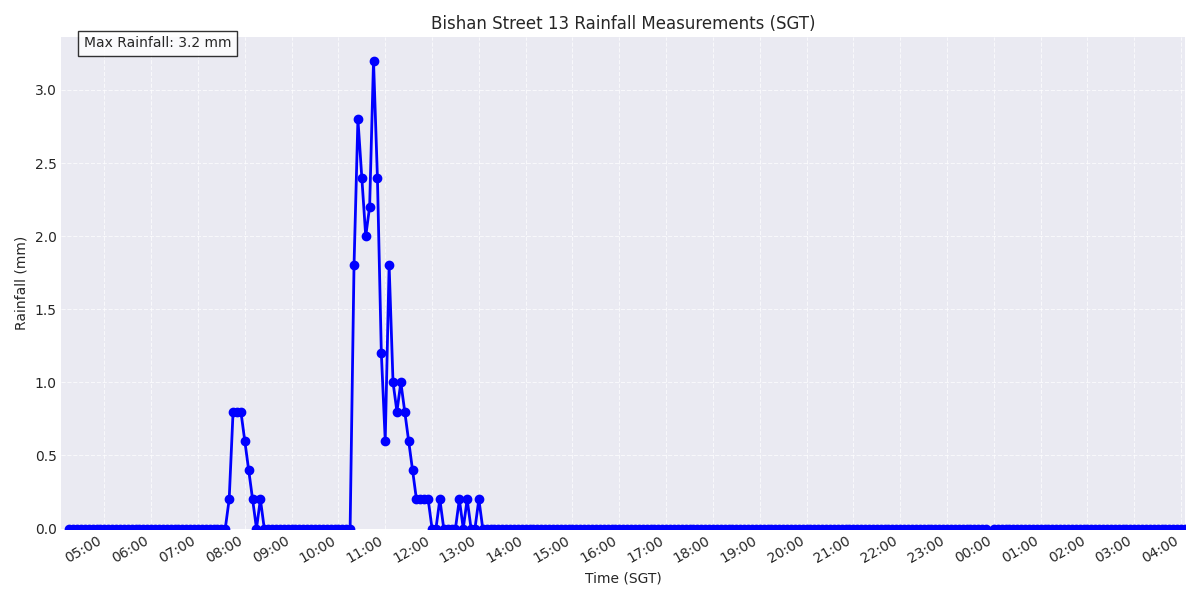 Bishan Street 13 Rainfall Measurements (SGT)
Max Rainfall: 3.2 mm
Rainfall (mm)
3.0
2.5
2.0
1.5
1.0
0.5
0.0
05:00 06:00 07:00 08:00 09:00 10:00 11:00 12:00 13:00 14:00 15:00 16:00 17:00 18:00 19:00 20:00 21:00 22:00 23:00 00:00 01:00 02:00 03:00 04:00
Time (SGT)